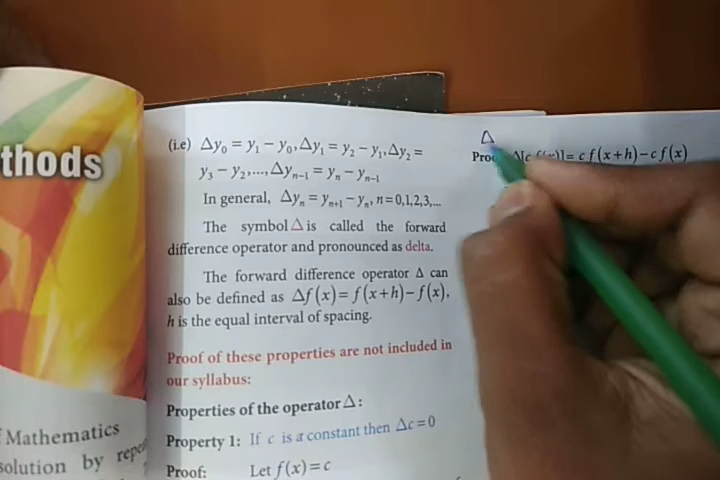 thods
f Mathematics
solution by
(i.e) Δy₀ = y₁ − y₀, Δy₁ = y₂ − y₁, Δy₂ =
y₃ − y₂,..., Δyₙ₋₁ = yₙ − yₙ₋₁
In general, Δyₙ = yₙ₊₁ − yₙ, n = 0,1,2,3,...
The symbol Δ is called the forward
difference operator and pronounced as delta.
The forward difference operator Δ can
also be defined as Δf(x) = f(x+h) − f(x),
h is the equal interval of spacing.
Proof of these properties are not included in
our syllabus:
Properties of the operator Δ:
Property 1: If c is a constant then Δc = 0
Proof: Let f(x) = c
Δ
= c f(x+h) − c f(x)